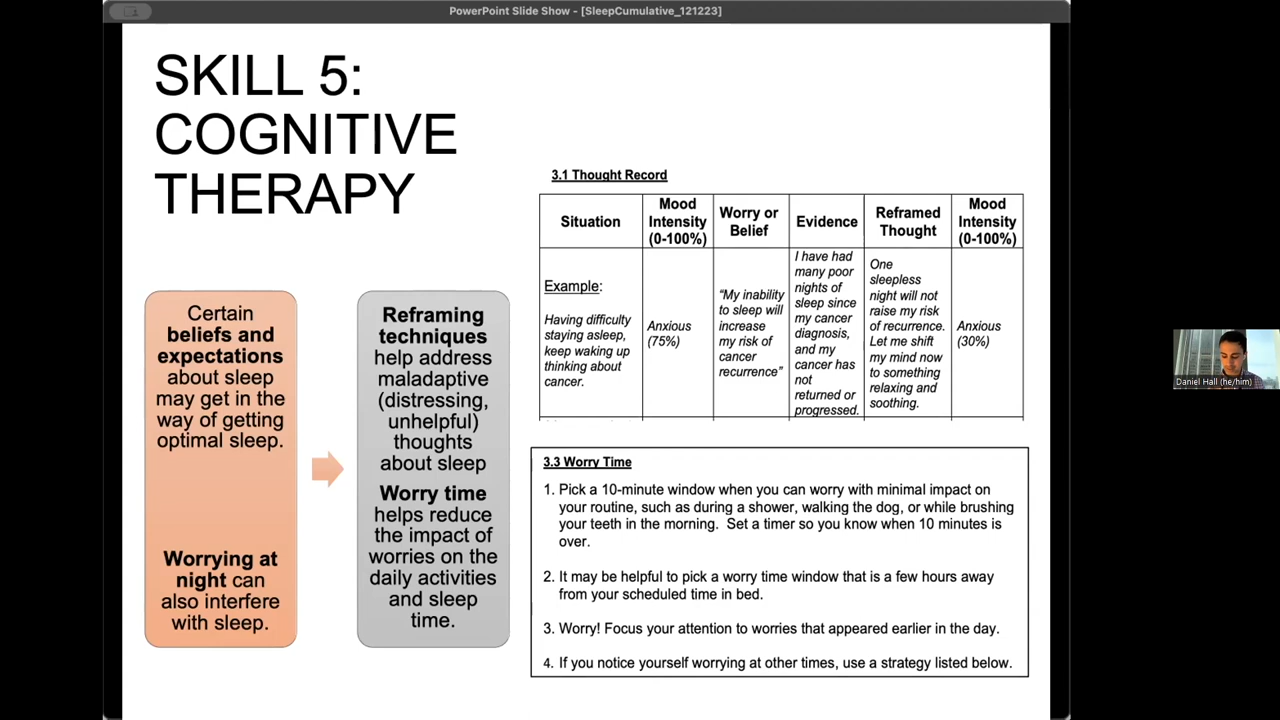 PowerPoint Slide Show - [SleepCumulative_121223]
SKILL 5:
COGNITIVE
THERAPY
Certain
beliefs and
expectations
about sleep
may get in the
way of getting
optimal sleep.
Worrying at
night can
also interfere
with sleep.
Reframing
techniques
help address
maladaptive
(distressing,
unhelpful)
thoughts
about sleep
Worry time
helps reduce
the impact of
worries on the
daily activities
and sleep
time.
3.1 Thought Record
Situation
Mood
Intensity
(0-100%)
Worry or
Belief
Evidence
Reframed
Thought
Mood
Intensity
(0-100%)
Example:
Having difficulty
staying asleep,
keep waking up
thinking about
cancer.
Anxious
(75%)
“My inability
to sleep will
increase
my risk of
cancer
recurrence”
I have had
many poor
nights of
sleep since
my cancer
diagnosis,
and my
cancer has
not
returned or
progressed.
One
sleepless
night will not
raise my risk
of recurrence.
Let me shift
my mind now
to something
relaxing and
soothing.
Anxious
(30%)
3.3 Worry Time
1. Pick a 10-minute window when you can worry with minimal impact on
your routine, such as during a shower, walking the dog, or while brushing
your teeth in the morning. Set a timer so you know when 10 minutes is
over.
2. It may be helpful to pick a worry time window that is a few hours away
from your scheduled time in bed.
3. Worry! Focus your attention to worries that appeared earlier in the day.
4. If you notice yourself worrying at other times, use a strategy listed below.
Daniel Hall (he/him)